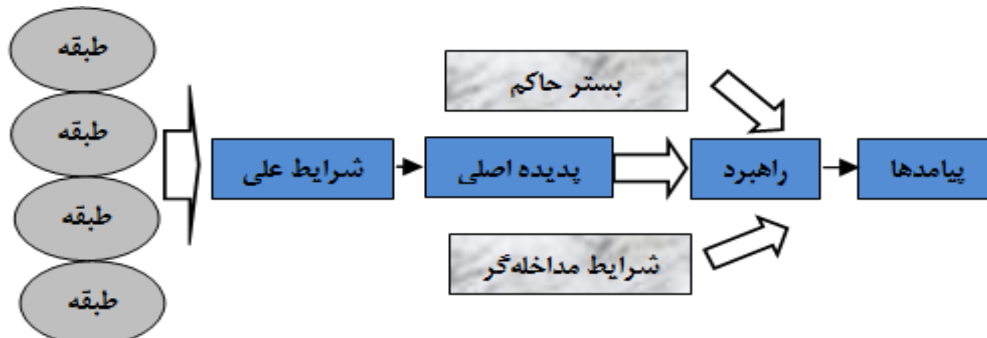 طبقه
طبقه
طبقه
طبقه
بستر حاکم
شرایط علی
پدیده اصلی
راهبرد
پیامدها
شرایط مداخله‌گر